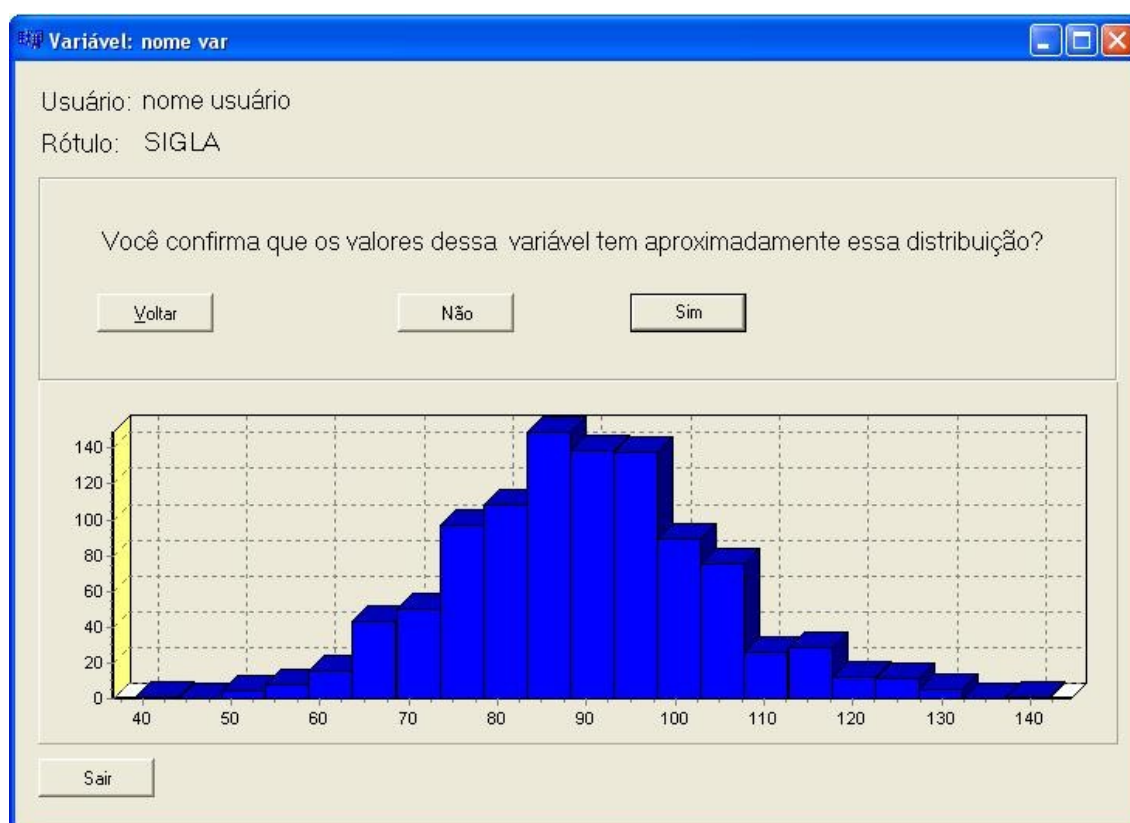 Variável: nome var
Usuário: nome usuário
Rótulo: SIGLA
Você confirma que os valores dessa variável tem aproximadamente essa distribuição?
Voltar Não Sim
140
120
100
80
60
40
20
0
40 50 60 70 80 90 100 110 120 130 140
Sair